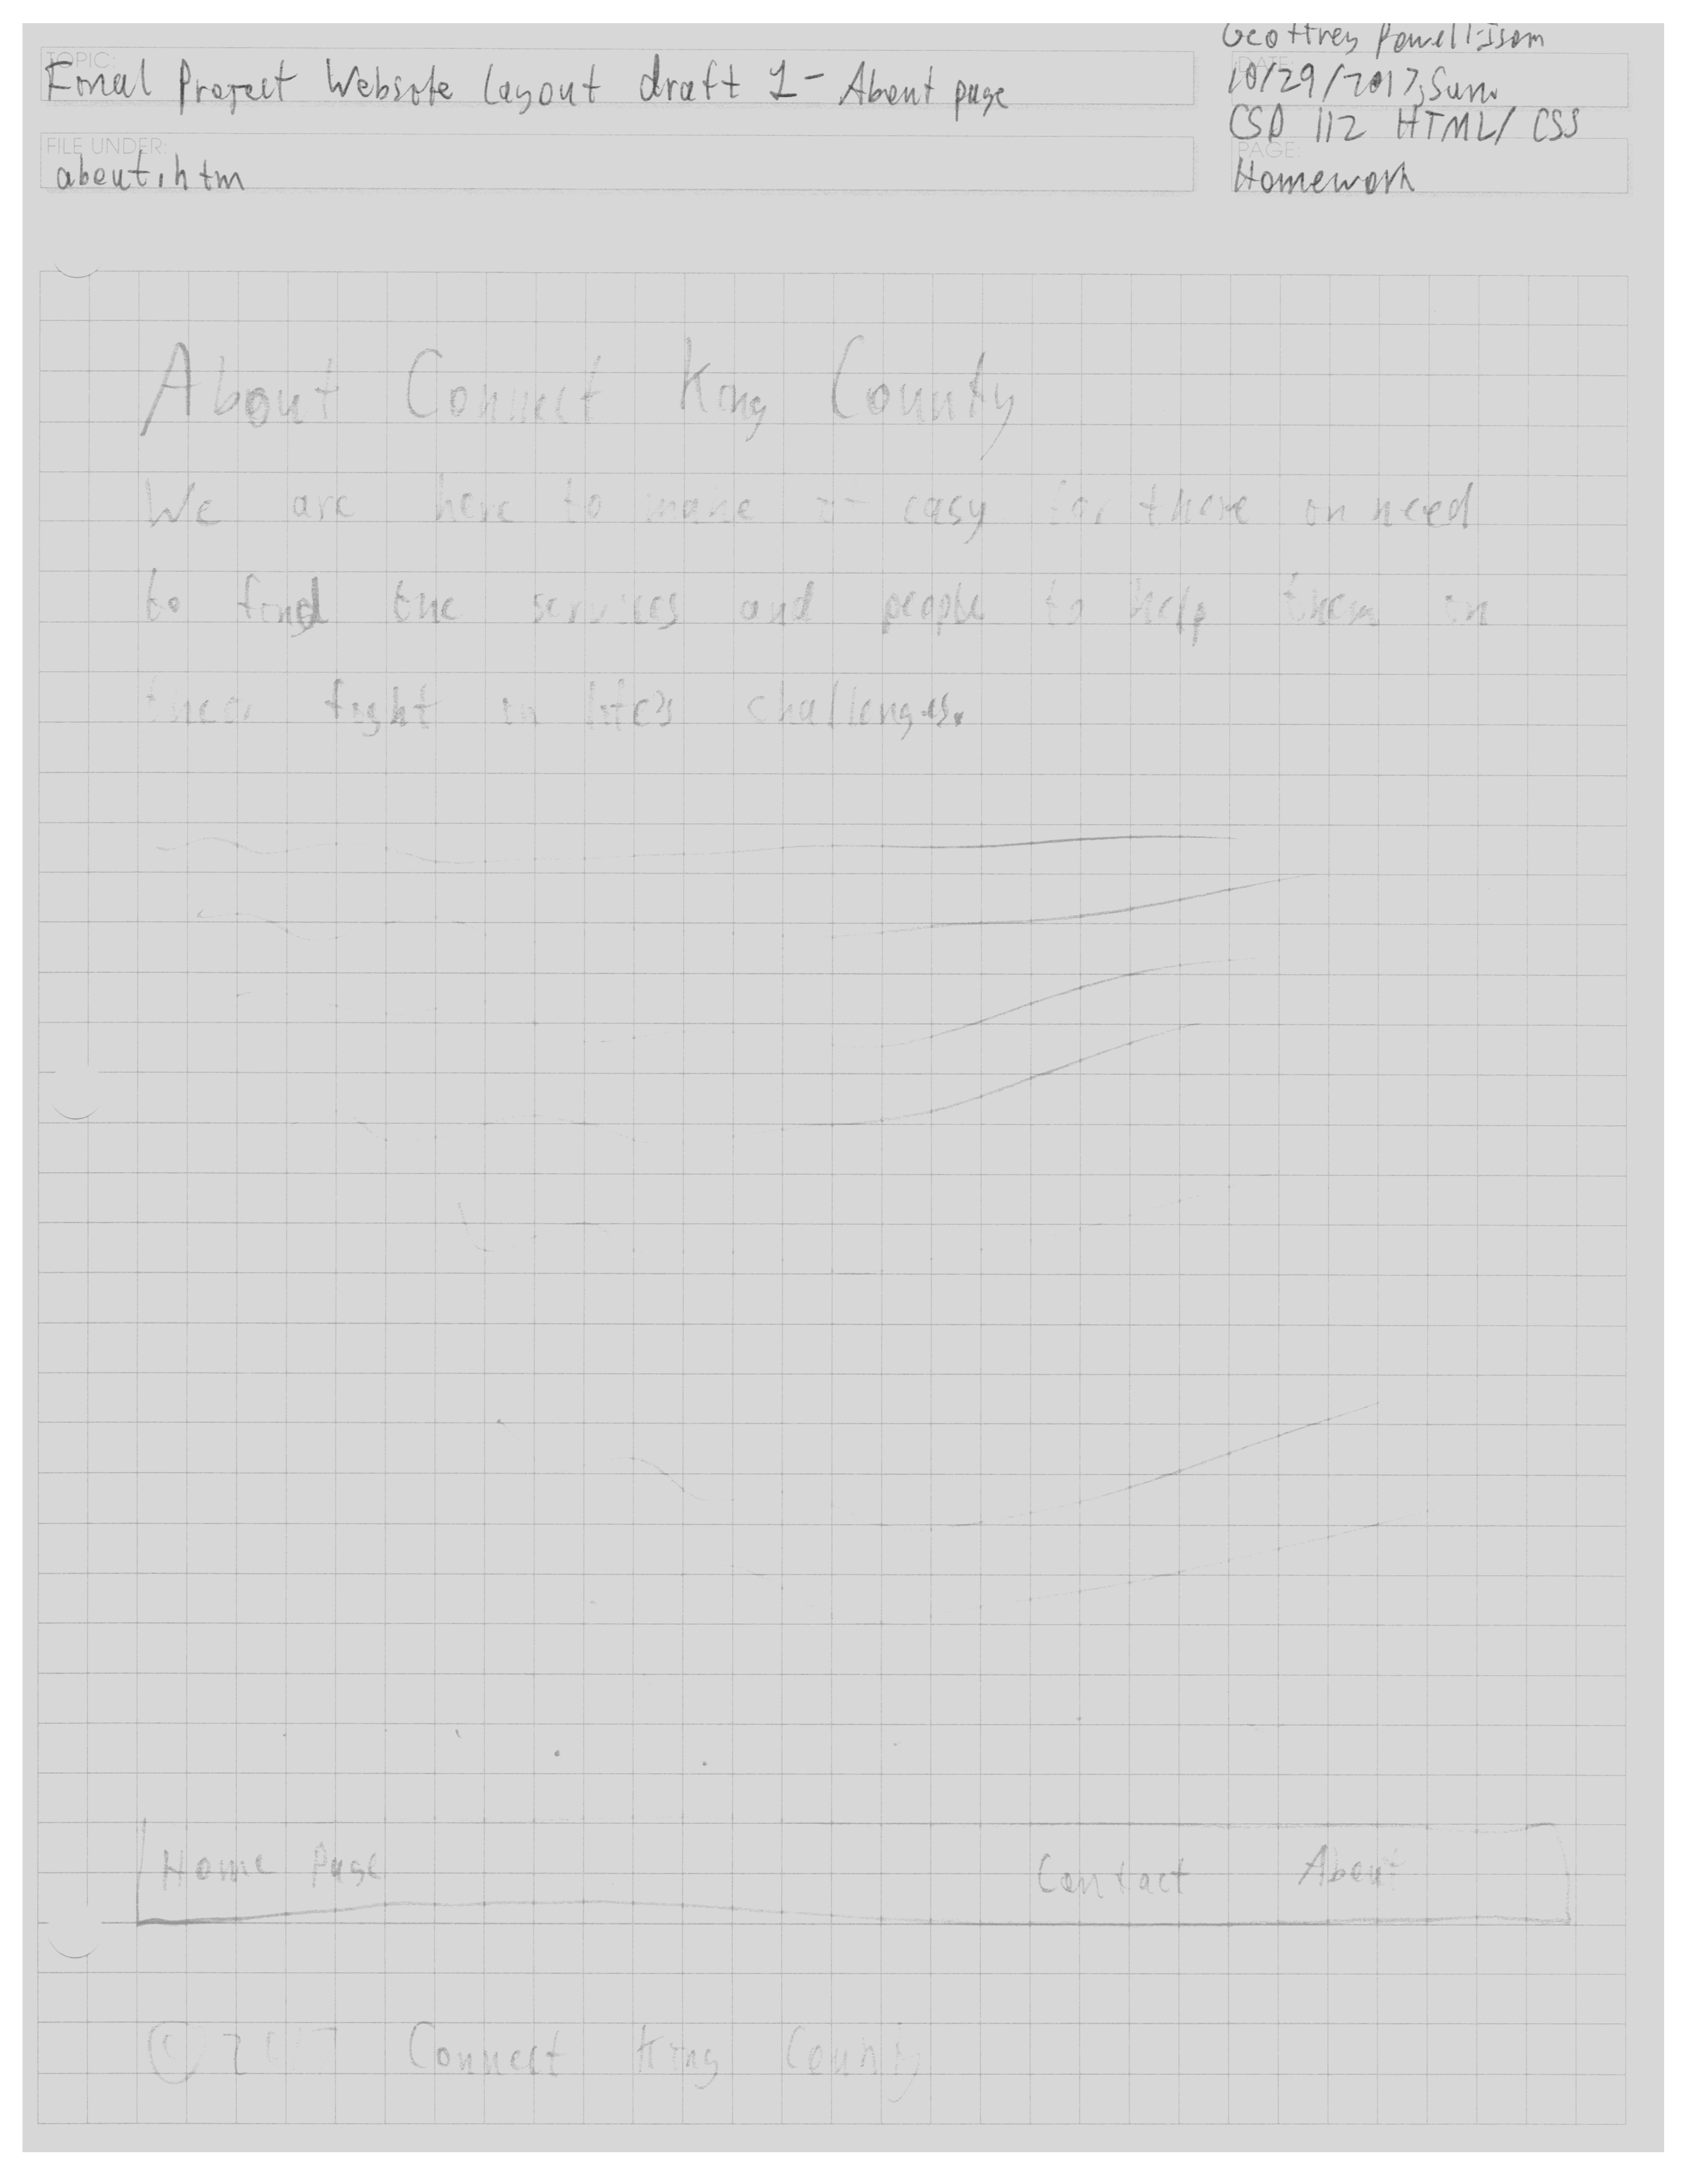 Geoffrey Powell-Isom
TOPIC:
Final Project Website Layout draft 1 - About page
DATE:
10/29/2017, Sun.
CSD 112 HTML/CSS
FILE UNDER:
about.htm
PAGE:
Homework
About Connect King County
We are here to make easy for those in need
to find the services and people to help them in
their fight in life's challenges.
Home Page Contact About
© 2017 Connect King County